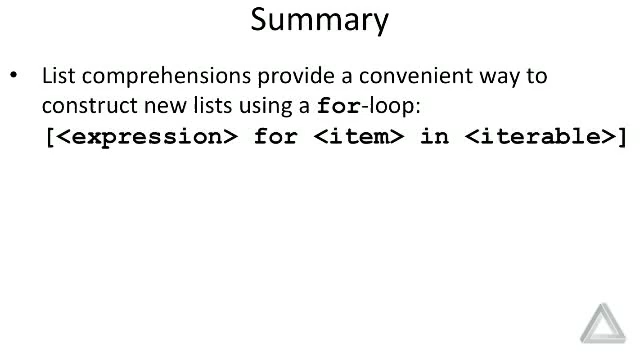 Summary
• List comprehensions provide a convenient way to
construct new lists using a for-loop:
[<expression> for <item> in <iterable>]